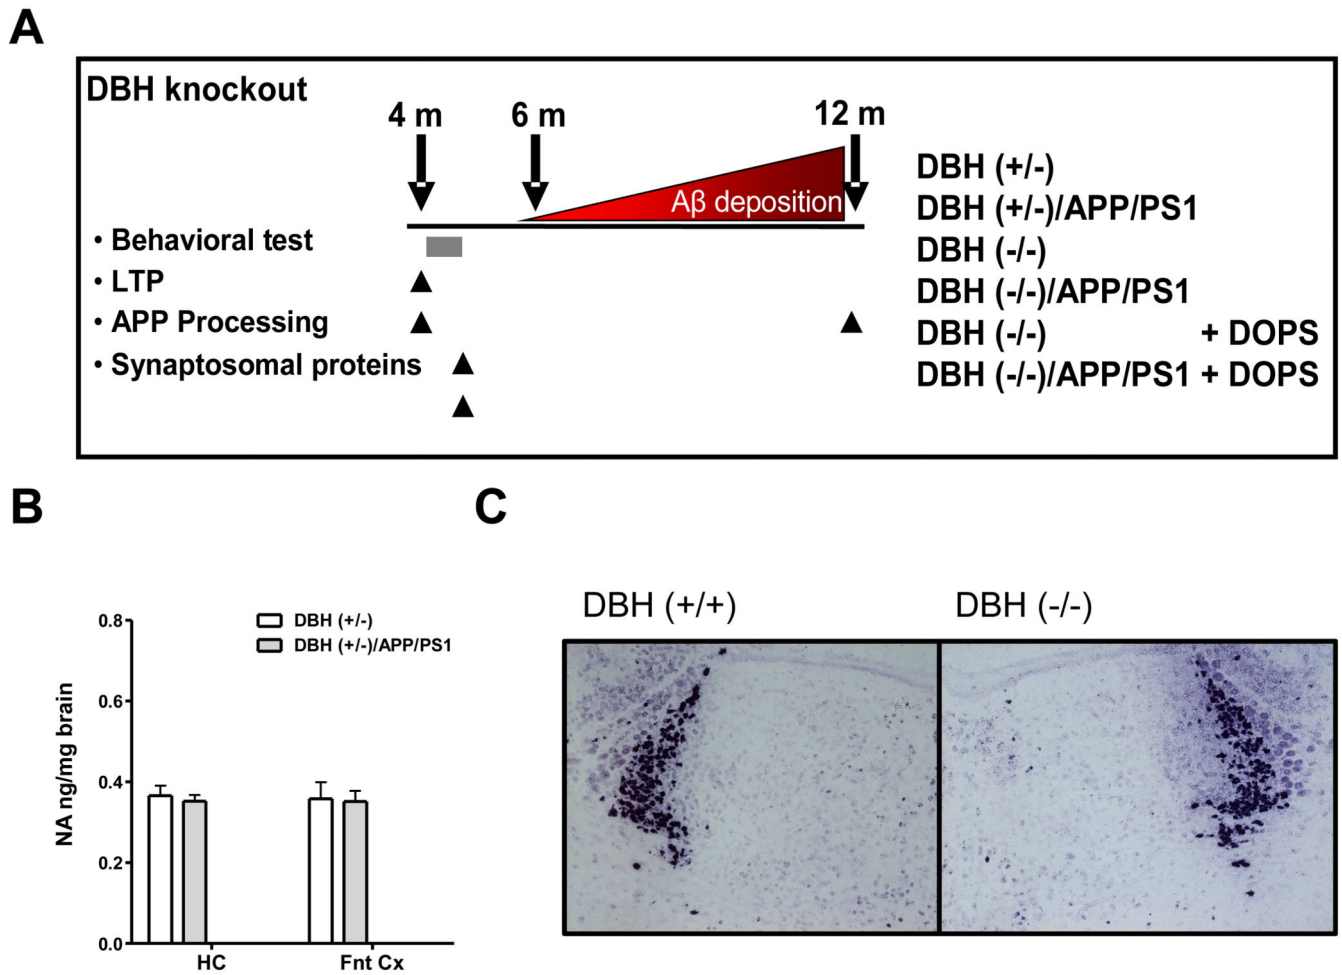 A
DBH knockout
4 m
6 m
12 m
Aβ deposition
• Behavioral test
• LTP
• APP Processing
• Synaptosomal proteins
DBH (+/-)
DBH (+/-)/APP/PS1
DBH (-/-)
DBH (-/-)/APP/PS1
DBH (-/-) + DOPS
DBH (-/-)/APP/PS1 + DOPS
B
DBH (+/-)
DBH (+/-)/APP/PS1
NA ng/mg brain
0.8
0.6
0.4
0.2
0.0
HC
Fnt Cx
C
DBH (+/+)
DBH (-/-)